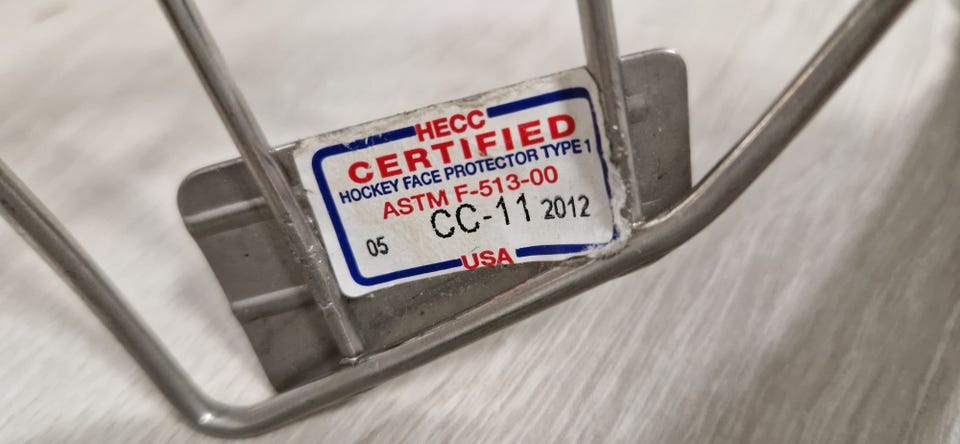 HECC
CERTIFIED
HOCKEY FACE PROTECTOR TYPE 1
ASTM F-513-00
CC-11 2012
05
USA